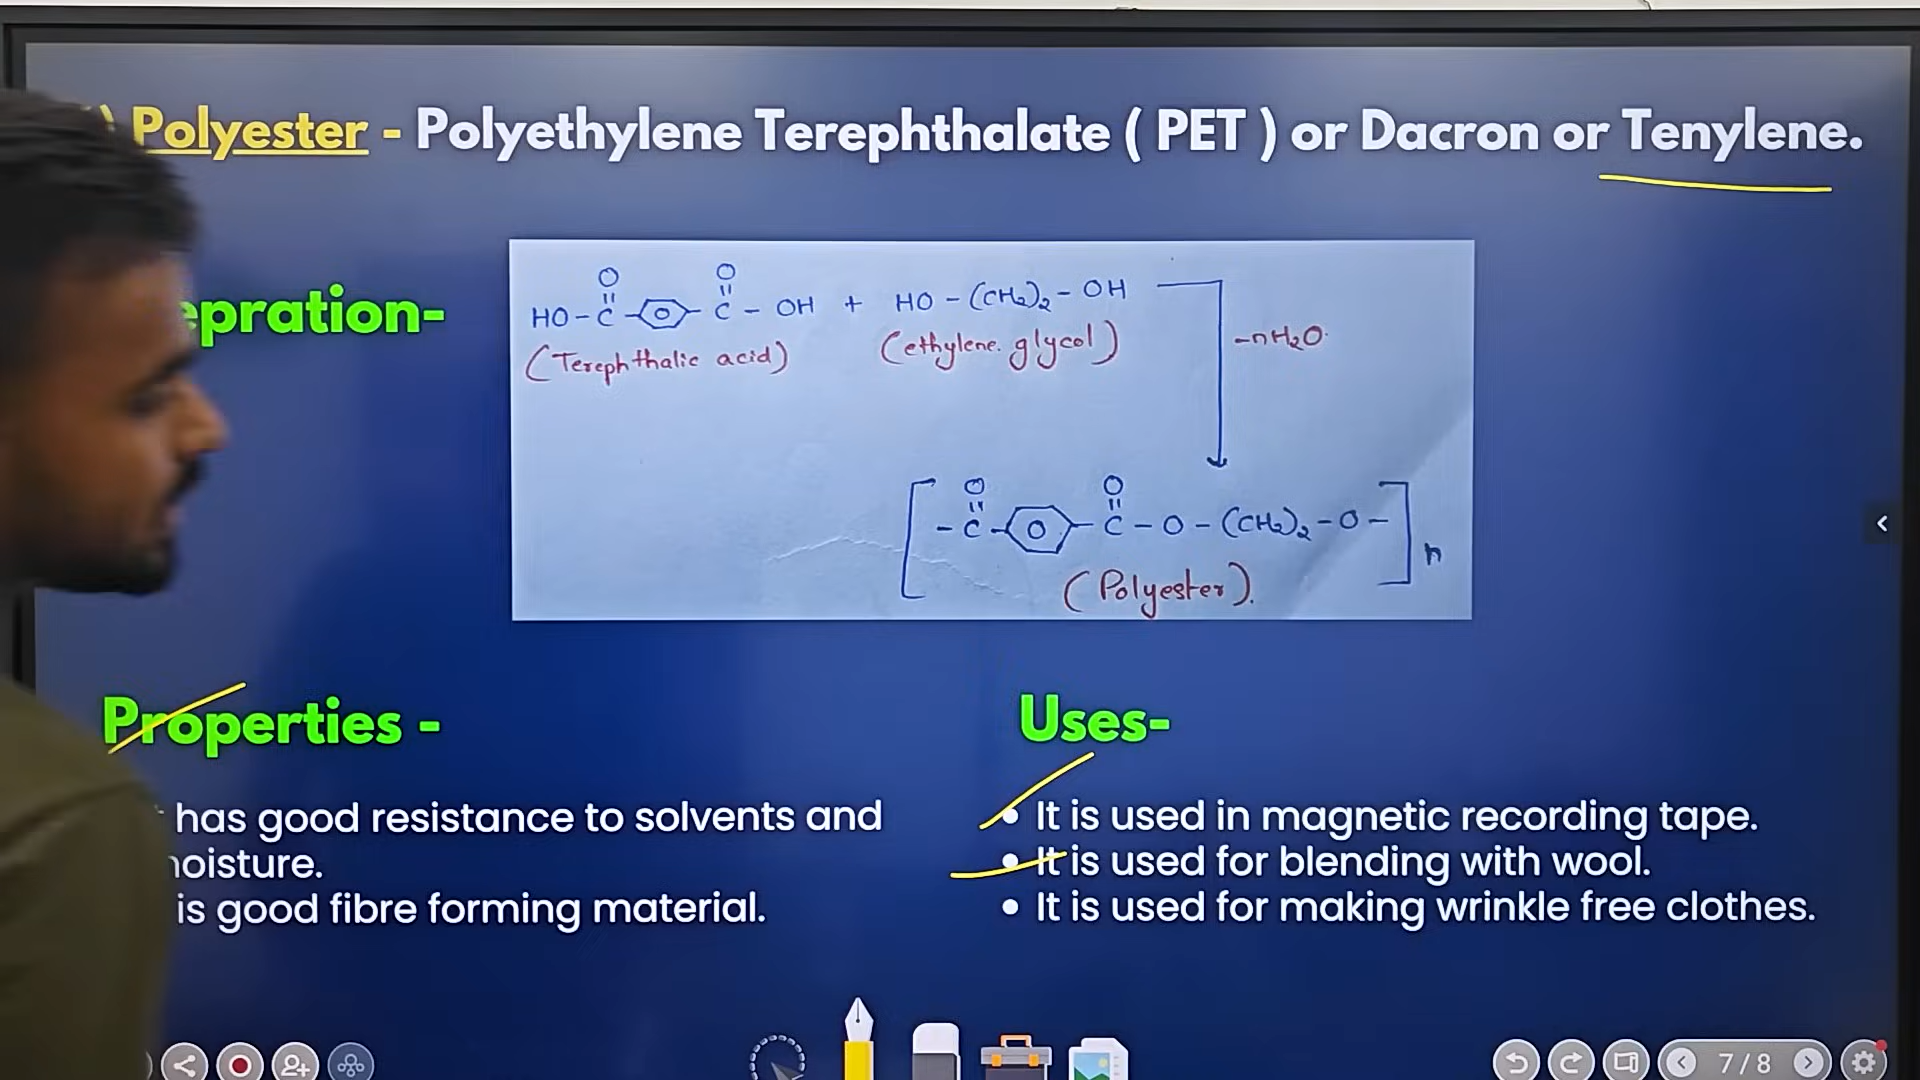 ) Polyester - Polyethylene Terephthalate ( PET ) or Dacron or Tenylene.
epration-
O O
HO - C - C - OH + HO - (CH₂)₂ - OH
(Terephthalic acid) (ethylene. glycol) -nH₂O.
O O
[ - C - C - O - (CH₂)₂ - O - ] n
(Polyester).
Properties -
Uses-
has good resistance to solvents and
oisture.
is good fibre forming material.
• It is used in magnetic recording tape.
• It is used for blending with wool.
• It is used for making wrinkle free clothes.
7 / 8